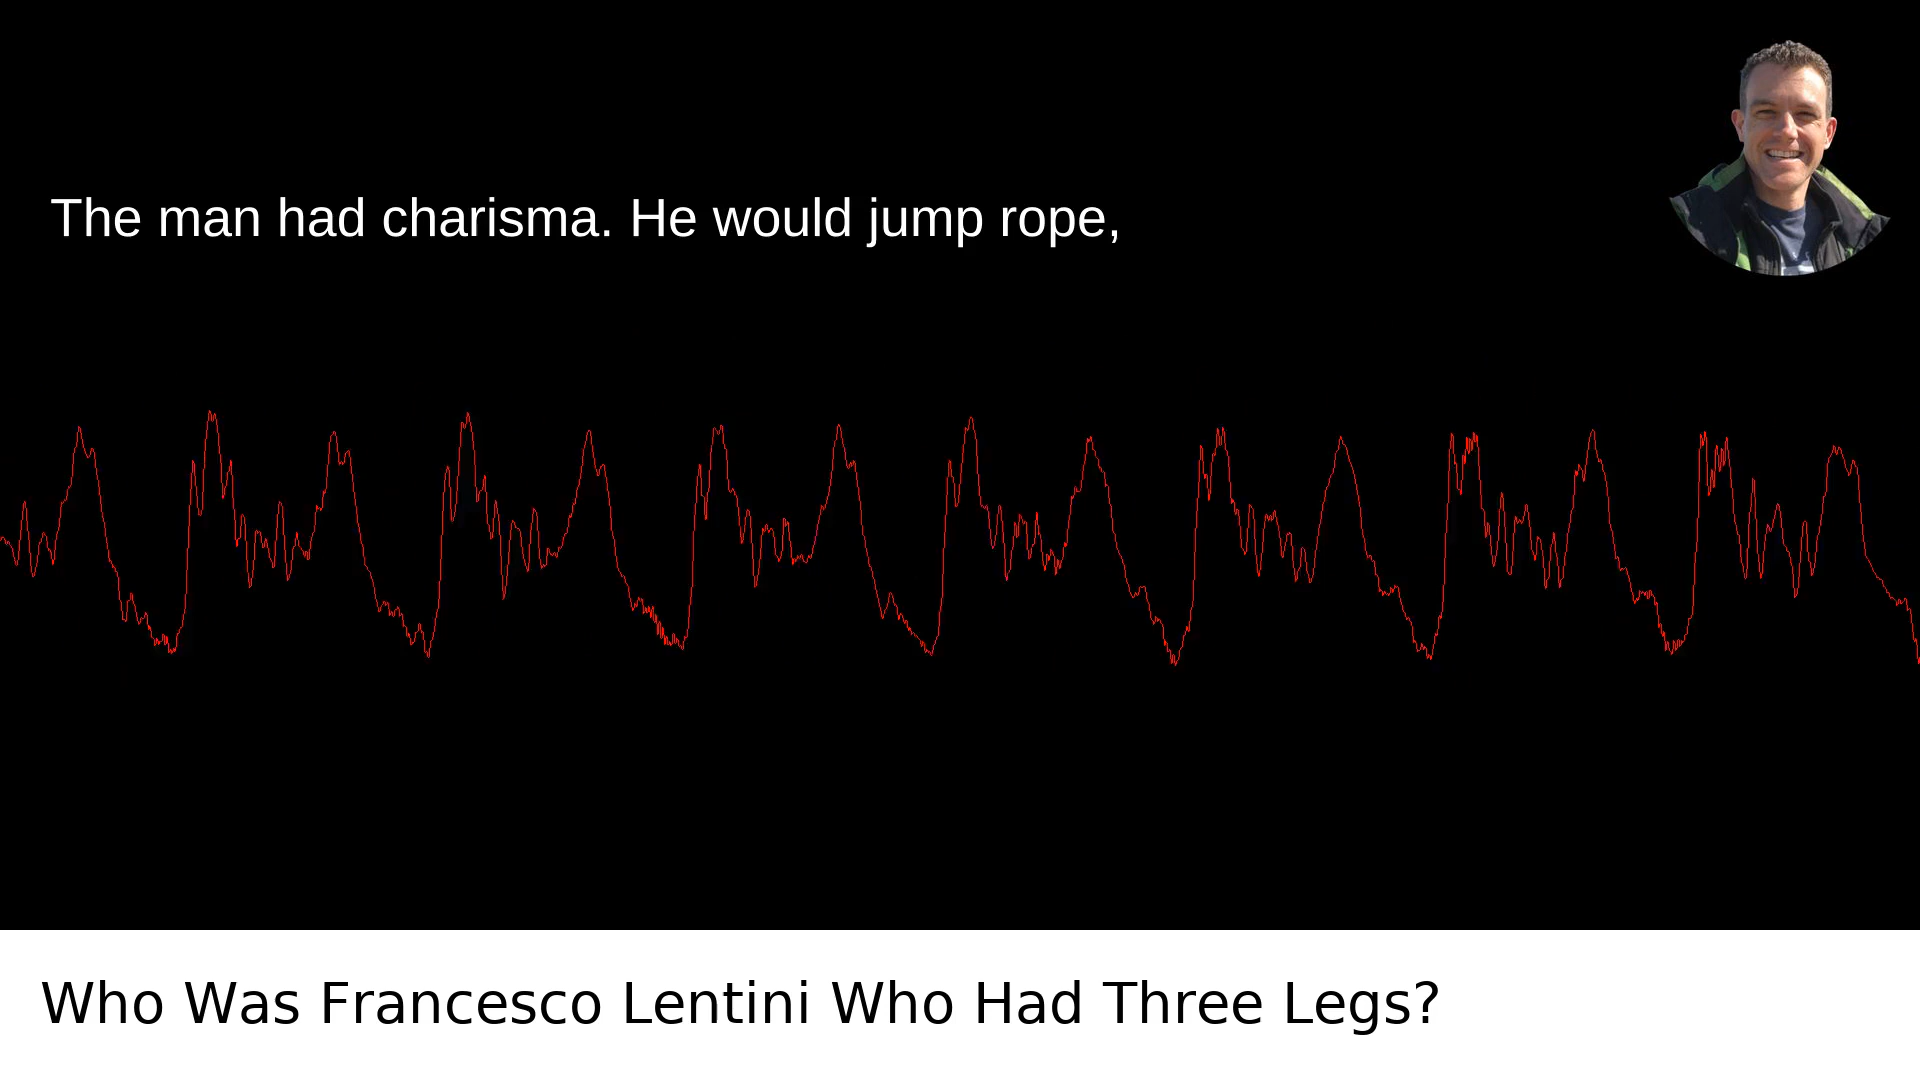 The man had charisma. He would jump rope,
Who Was Francesco Lentini Who Had Three Legs?